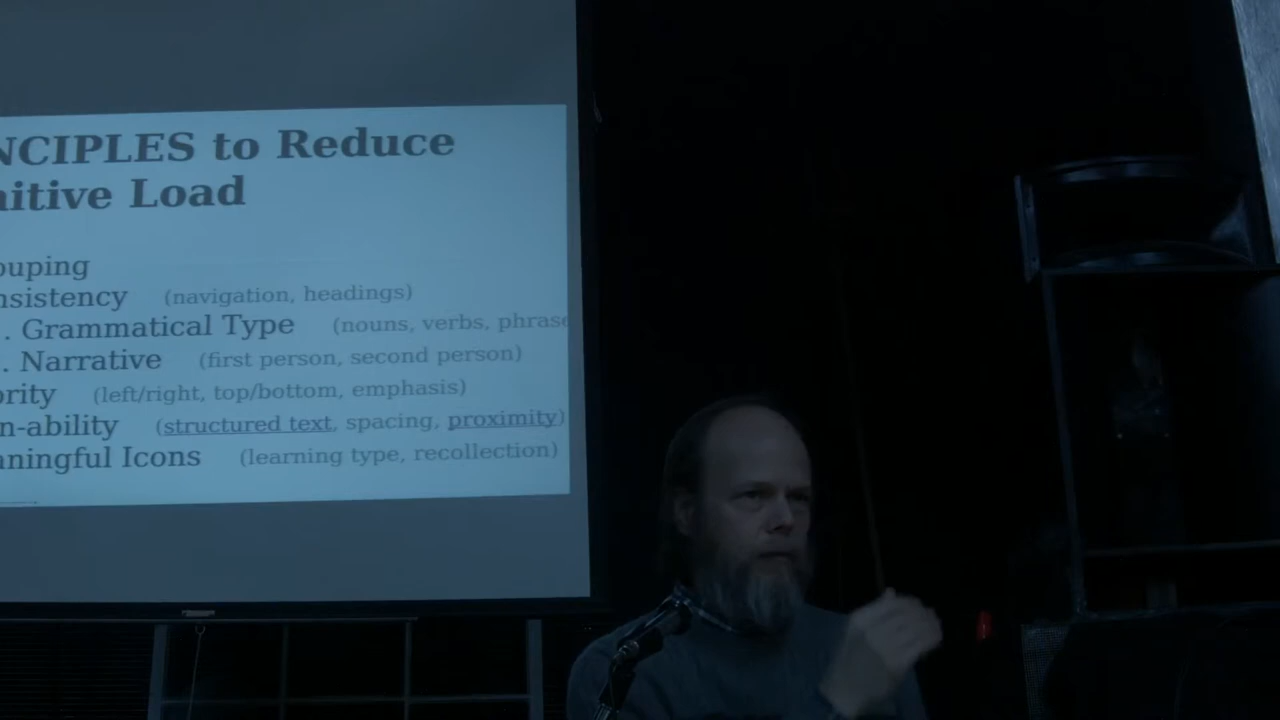 NCIPLES to Reduce
nitive Load
ouping
nsistency (navigation, headings)
. Grammatical Type (nouns, verbs, phrase
. Narrative (first person, second person)
ority (left/right, top/bottom, emphasis)
n-ability (structured text, spacing, proximity)
aningful Icons (learning type, recollection)